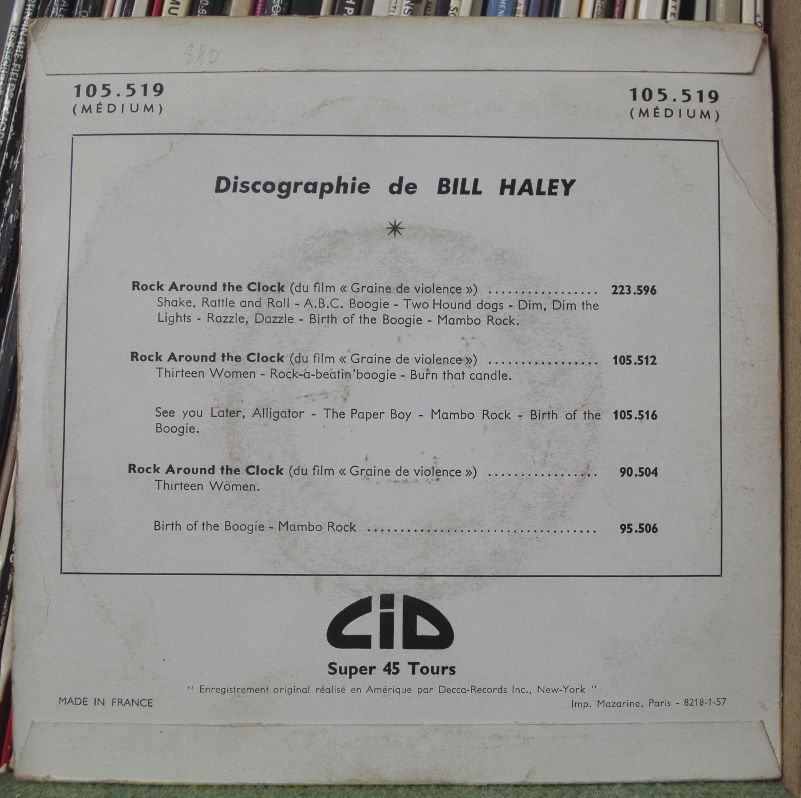 880
105.519
(MÉDIUM)
105.519
(MÉDIUM)
Discographie de BILL HALEY
Rock Around the Clock (du film « Graine de violence ») ................. 223.596
Shake, Rattle and Roll - A.B.C. Boogie - Two Hound dogs - Dim, Dim the
Lights - Razzle, Dazzle - Birth of the Boogie - Mambo Rock.
Rock Around the Clock (du film « Graine de violence ») ................. 105.512
Thirteen Women - Rock-a-beatin'boogie - Burn that candle.
See you Later, Alligator - The Paper Boy - Mambo Rock - Birth of the 105.516
Boogie.
Rock Around the Clock (du film « Graine de violence ») ................. 90.504
Thirteen Women.
Birth of the Boogie - Mambo Rock ................................... 95.506
CID
Super 45 Tours
" Enregistrement original réalisé en Amérique par Decca-Records Inc., New-York "
MADE IN FRANCE
Imp. Mazarine, Paris - 8218-1-57